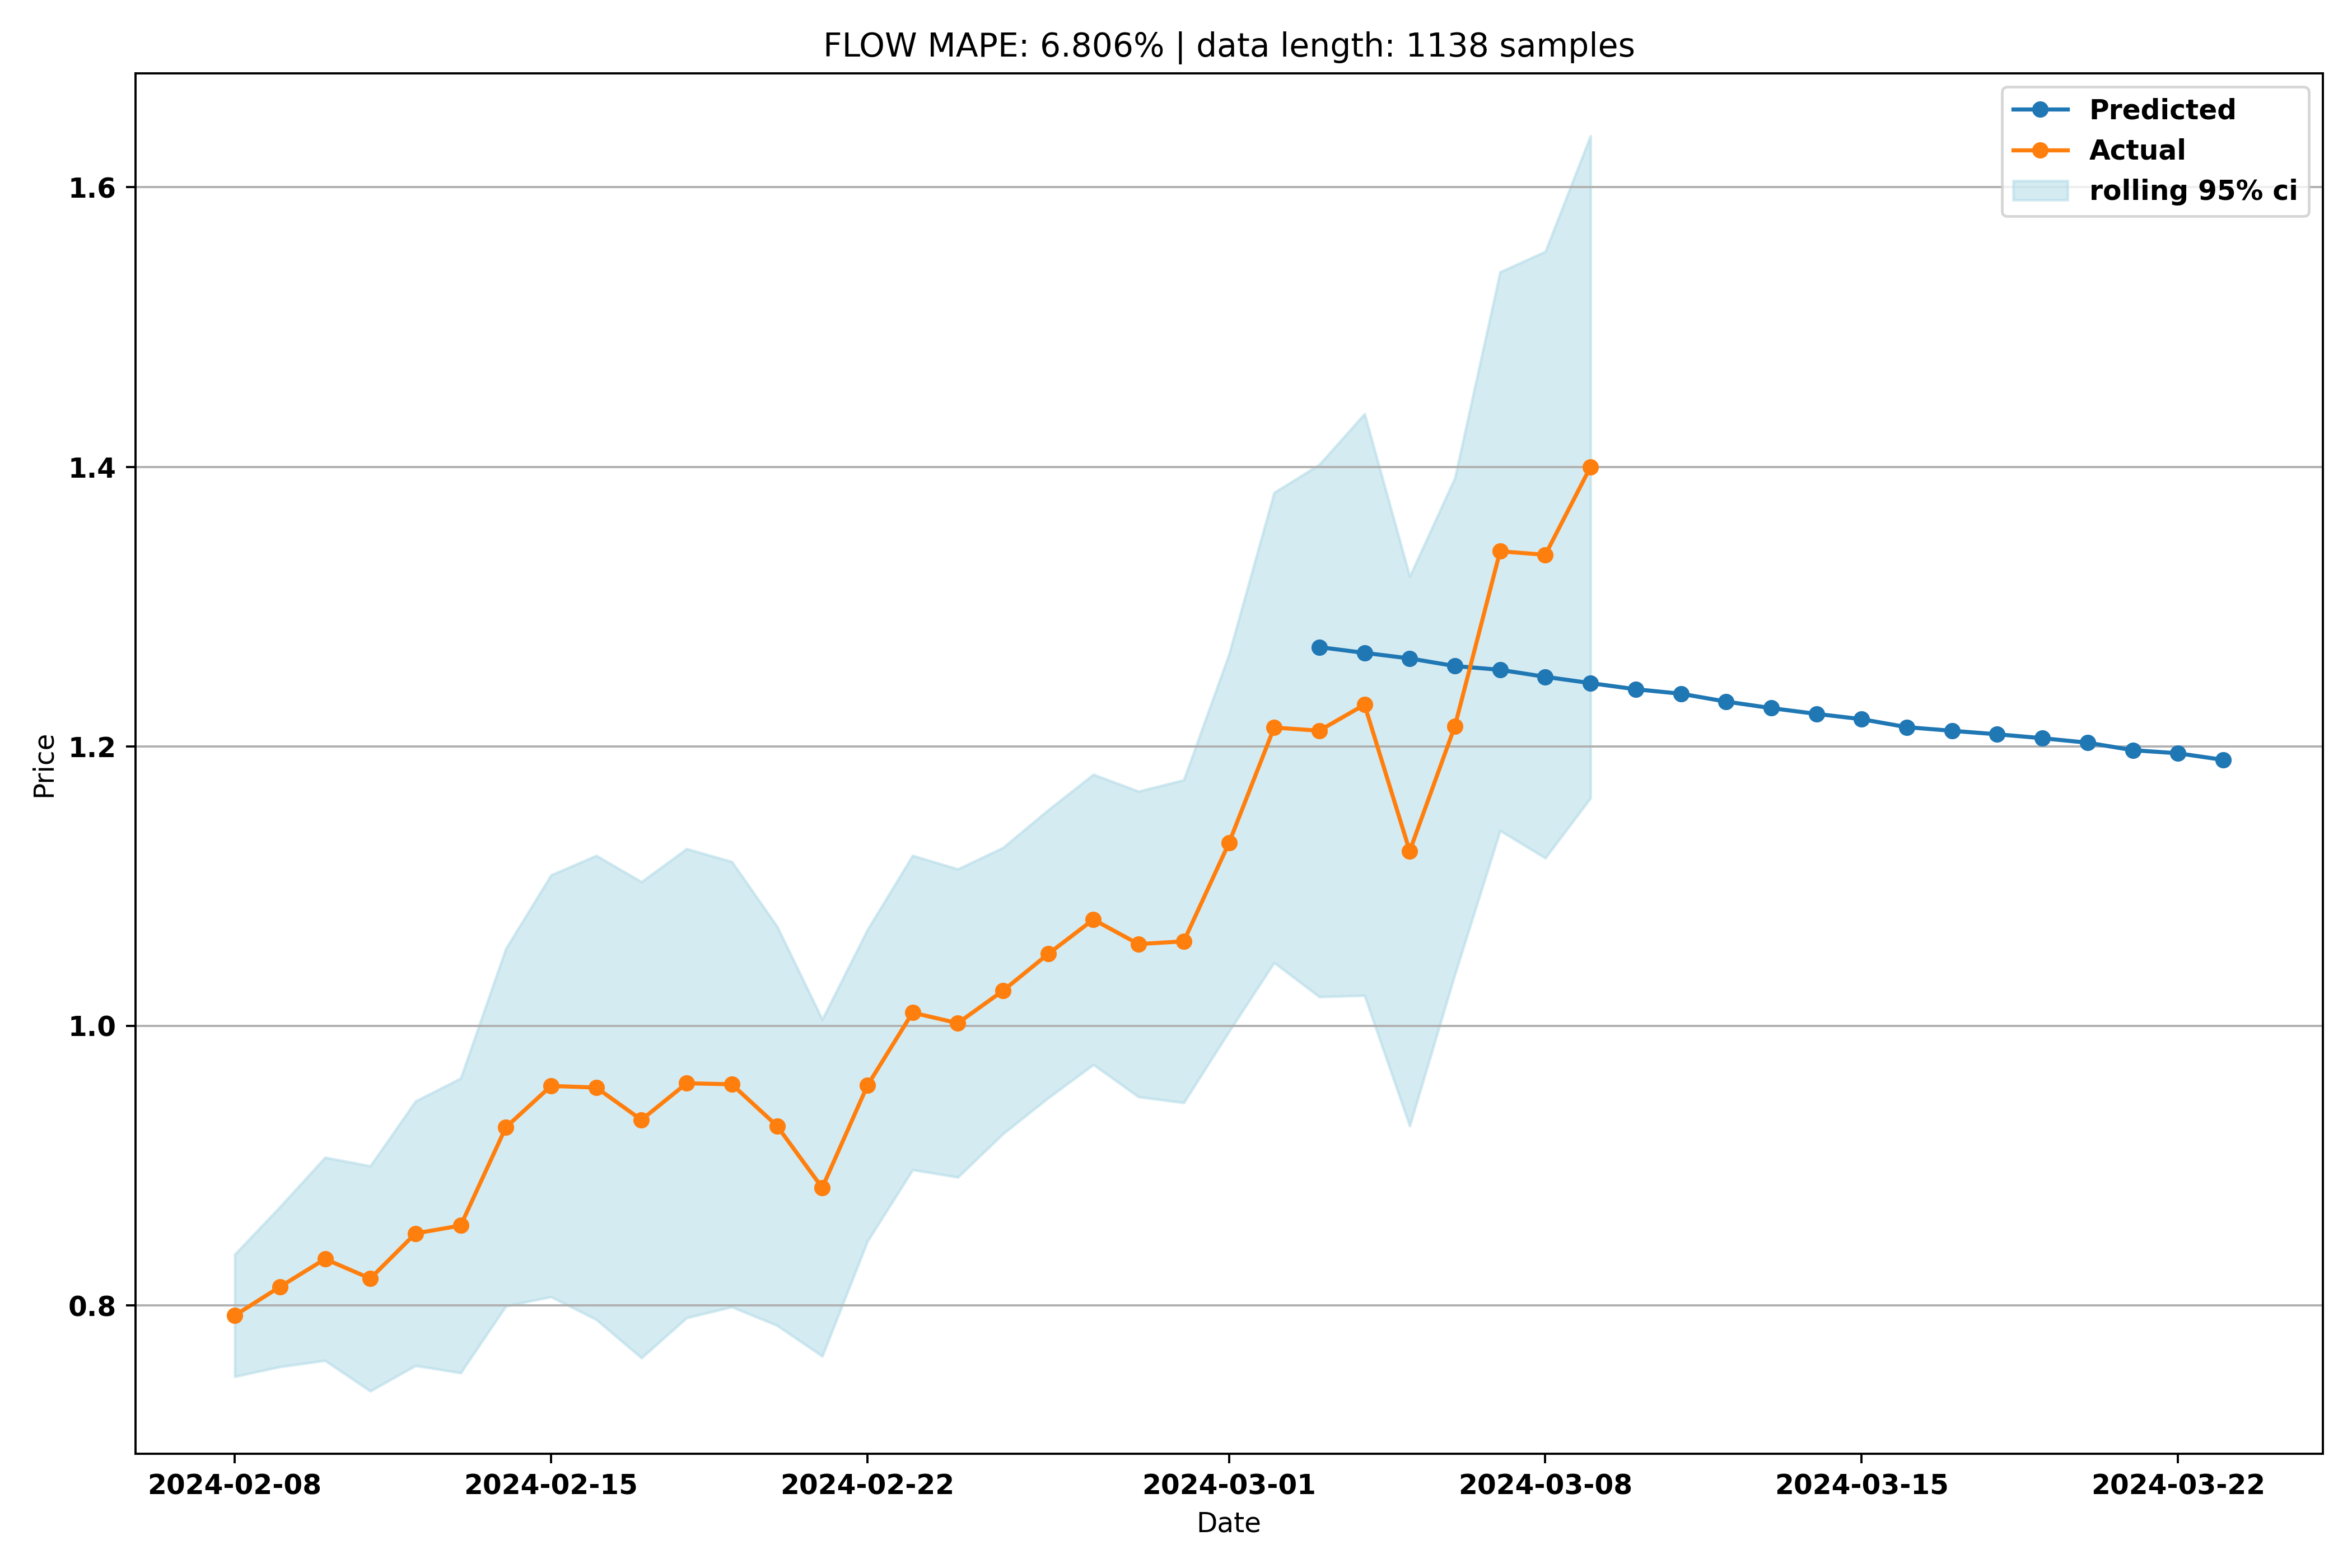 FLOW MAPE: 6.806% | data length: 1138 samples
Predicted
Actual
rolling 95% ci
1.6
1.4
1.2
1.0
0.8
Price
2024-02-08
2024-02-15
2024-02-22
2024-03-01
2024-03-08
2024-03-15
2024-03-22
Date